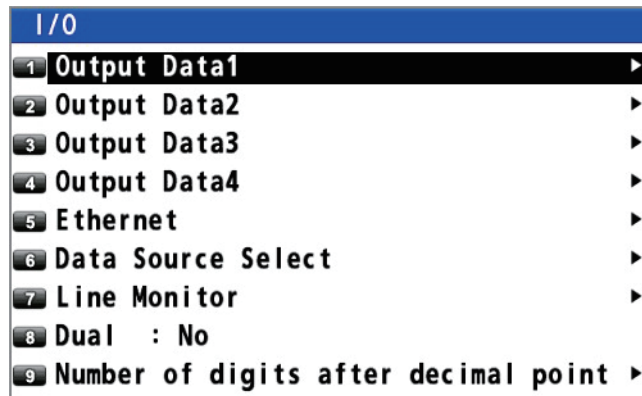 I/O
1 Output Data1 ▶
2 Output Data2 ▶
3 Output Data3 ▶
4 Output Data4 ▶
5 Ethernet ▶
6 Data Source Select ▶
7 Line Monitor ▶
8 Dual : No
9 Number of digits after decimal point ▶